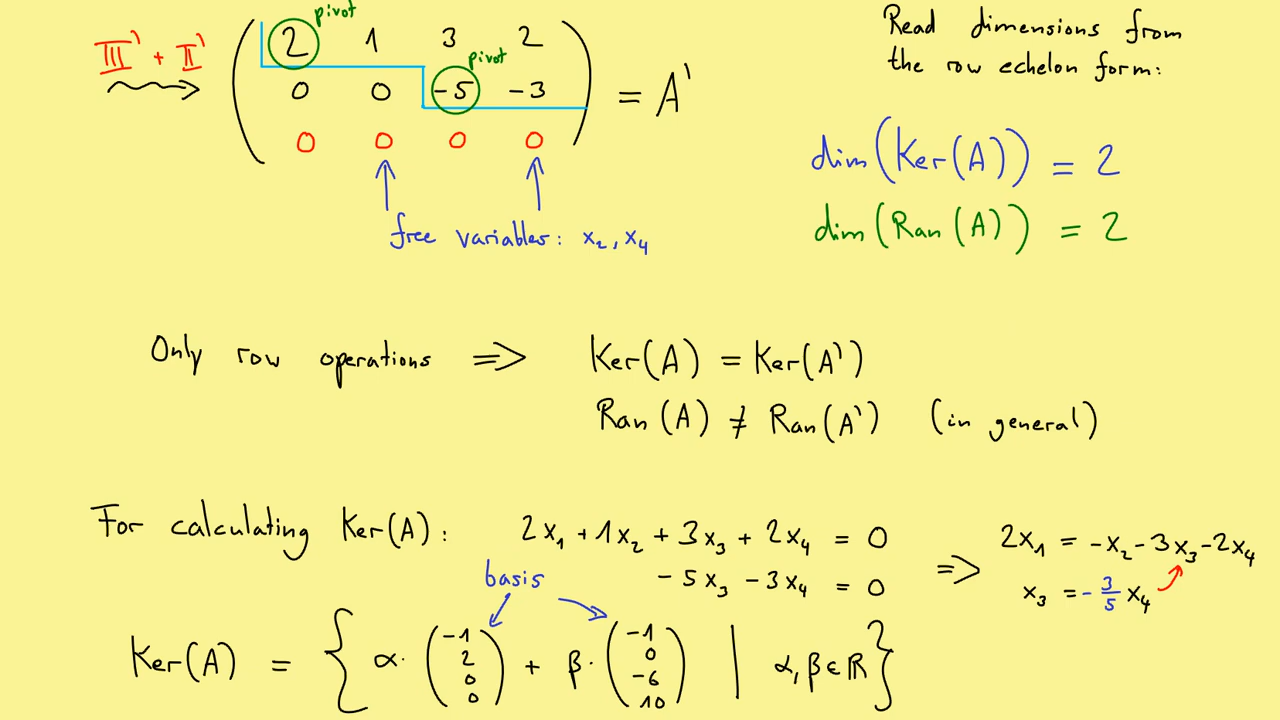 pivot
III' + II' ( 2 1 3 2 )
pivot
0 0 -5 -3 = A'
0 0 0 0
free variables: x₂, x₄
Read dimensions from
the row echelon form:
dim(Ker(A)) = 2
dim(Ran(A)) = 2
Only row operations ⇒ Ker(A) = Ker(A')
Ran(A) ≠ Ran(A') (in general)
For calculating Ker(A): 2x₁ + 1x₂ + 3x₃ + 2x₄ = 0
- 5x₃ - 3x₄ = 0
⇒ 2x₁ = -x₂ - 3x₃ - 2x₄
x₃ = -3/5 x₄
basis
Ker(A) = { α · (-1 2 0 0) + β · (-1 0 -6 10) | α, β ∈ ℝ }